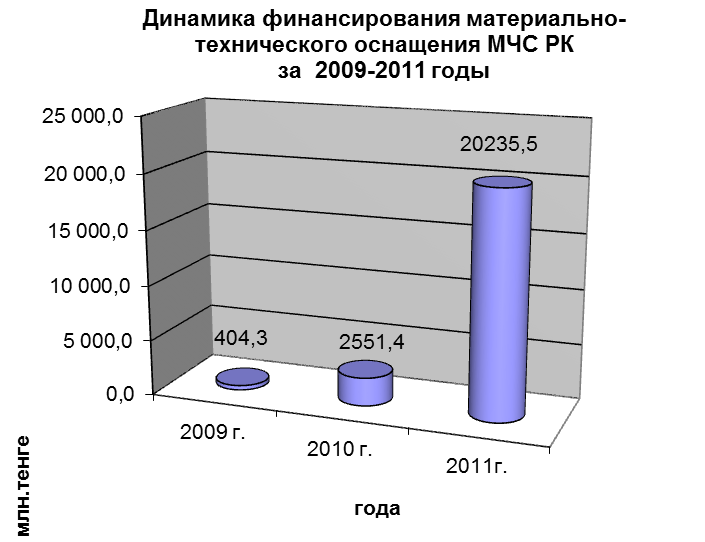 Динамика финансирования материально-
технического оснащения МЧС РК
за 2009-2011 годы
25 000,0
20 000,0
15 000,0
10 000,0
5 000,0
0,0
404,3
2551,4
20235,5
2009 г.
2010 г.
2011г.
года
млн.тенге